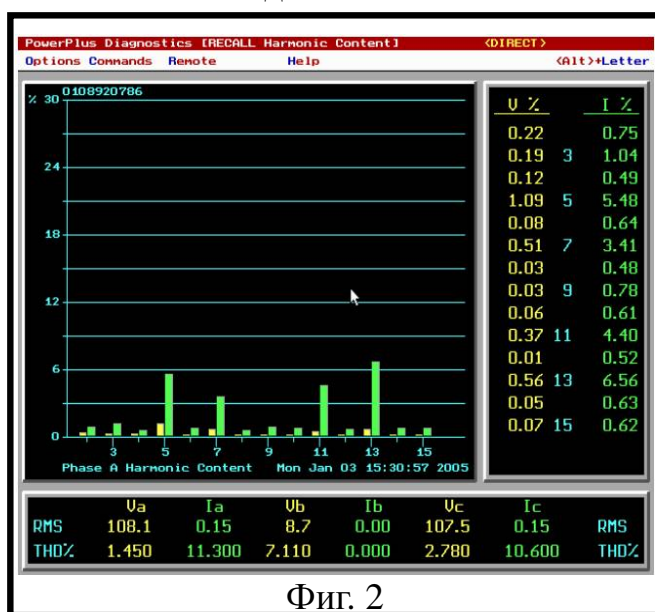 PowerPlus Diagnostics [RECALL Harmonic Content] <DIRECT>
Options Commands Remote Help <Alt>+Letter
0108920786
% 30
24
18
12
6
0
3 5 7 9 11 13 15
Phase A Harmonic Content Mon Jan 03 15:30:57 2005
V % I %
0.22 0.75
0.19 3 1.04
0.12 0.49
1.09 5 5.48
0.08 0.64
0.51 7 3.41
0.03 0.48
0.03 9 0.78
0.06 0.61
0.37 11 4.40
0.01 0.52
0.56 13 6.56
0.05 0.63
0.07 15 0.62
Va Ia Vb Ib Vc Ic
RMS 108.1 0.15 8.7 0.00 107.5 0.15 RMS
THD% 1.450 11.300 7.110 0.000 2.780 10.600 THD%
Фиг. 2